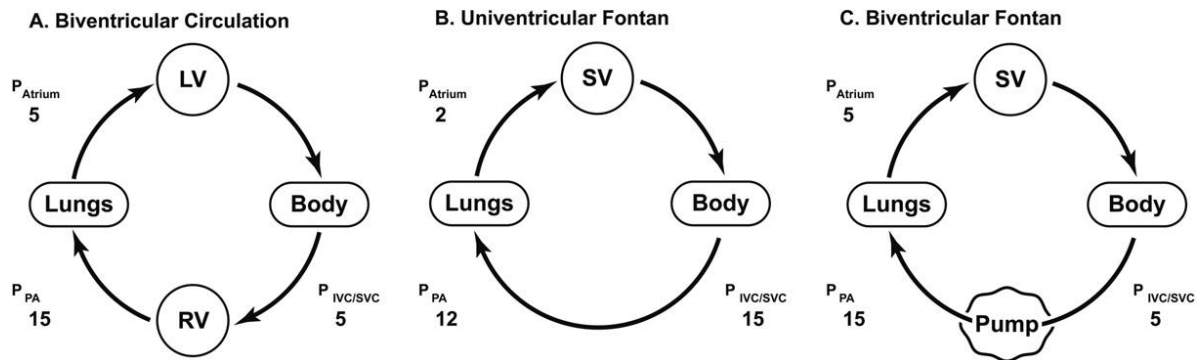 A. Biventricular Circulation
LV
P Atrium
5
Lungs
Body
P PA
15
RV
P IVC/SVC
5
B. Univentricular Fontan
SV
P Atrium
2
Lungs
Body
P PA
12
P IVC/SVC
15
C. Biventricular Fontan
SV
P Atrium
5
Lungs
Body
P PA
15
Pump
P IVC/SVC
5